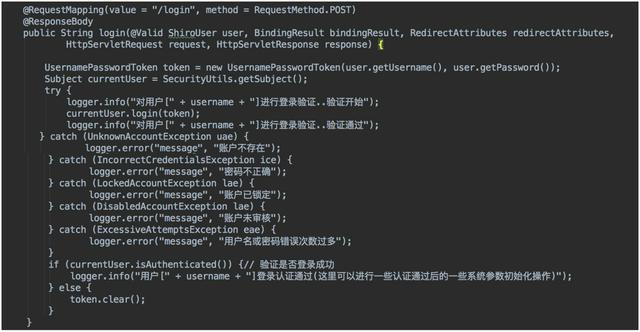 @RequestMapping(value = "/login", method = RequestMethod.POST)
@ResponseBody
public String login(@Valid ShiroUser user, BindingResult bindingResult, RedirectAttributes redirectAttributes,
HttpServletRequest request, HttpServletResponse response) {
UsernamePasswordToken token = new UsernamePasswordToken(user.getUsername(), user.getPassword());
Subject currentUser = SecurityUtils.getSubject();
try {
logger.info("对用户[" + username + "]进行登录验证..验证开始");
currentUser.login(token);
logger.info("对用户[" + username + "]进行登录验证..验证通过");
} catch (UnknownAccountException uae) {
logger.error("message", "账户不存在");
} catch (IncorrectCredentialsException ice) {
logger.error("message", "密码不正确");
} catch (LockedAccountException lae) {
logger.error("message", "账户已锁定");
} catch (DisabledAccountException lae) {
logger.error("message", "账户未审核");
} catch (ExcessiveAttemptsException eae) {
logger.error("message", "用户名或密码错误次数过多");
}
if (currentUser.isAuthenticated()) {// 验证是否登录成功
logger.info("用户[" + username + "]登录认证通过(这里可以进行一些认证通过后的一些系统参数初始化操作)");
} else {
token.clear();
}
}